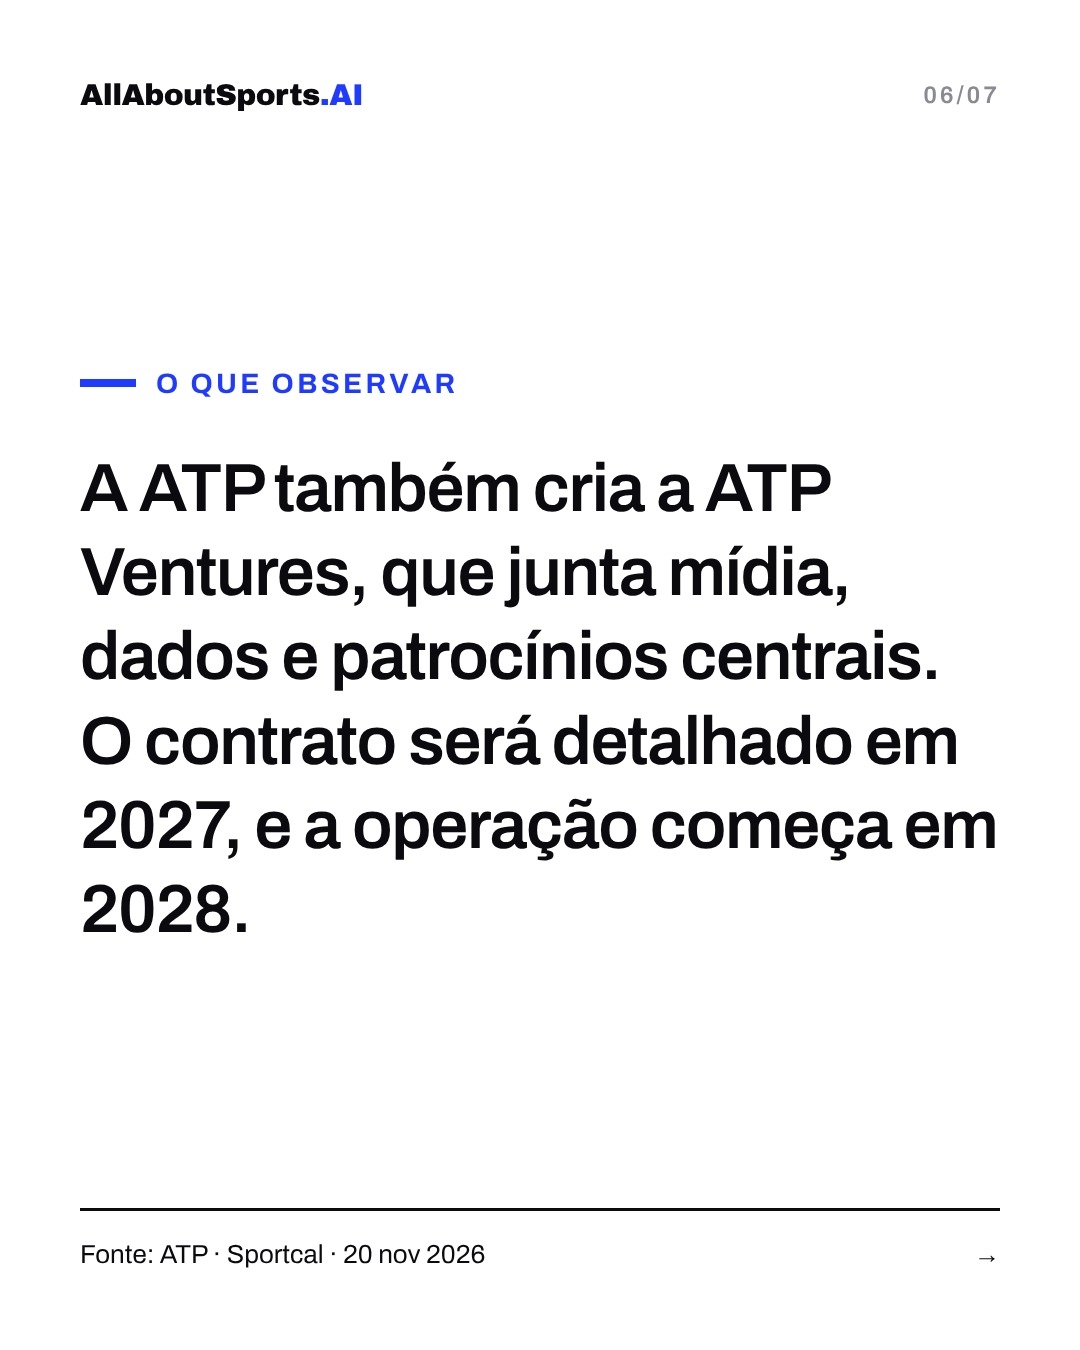 AllAboutSports.AI
06/07
O QUE OBSERVAR
A ATP também cria a ATP
Ventures, que junta mídia,
dados e patrocínios centrais.
O contrato será detalhado em
2027, e a operação começa em
2028.
Fonte: ATP · Sportcal · 20 nov 2026
→